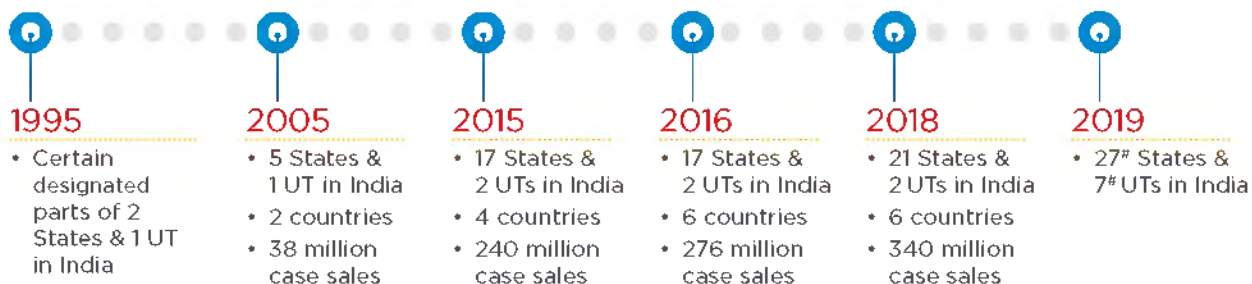 1995
• Certain
designated
parts of 2
States & 1 UT
in India
2005
• 5 States &
1 UT in India
• 2 countries
• 38 million
case sales
2015
• 17 States &
2 UTs in India
• 4 countries
• 240 million
case sales
2016
• 17 States &
2 UTs in India
• 6 countries
• 276 million
case sales
2018
• 21 States &
2 UTs in India
• 6 countries
• 340 million
case sales
2019
• 27# States &
7# UTs in India